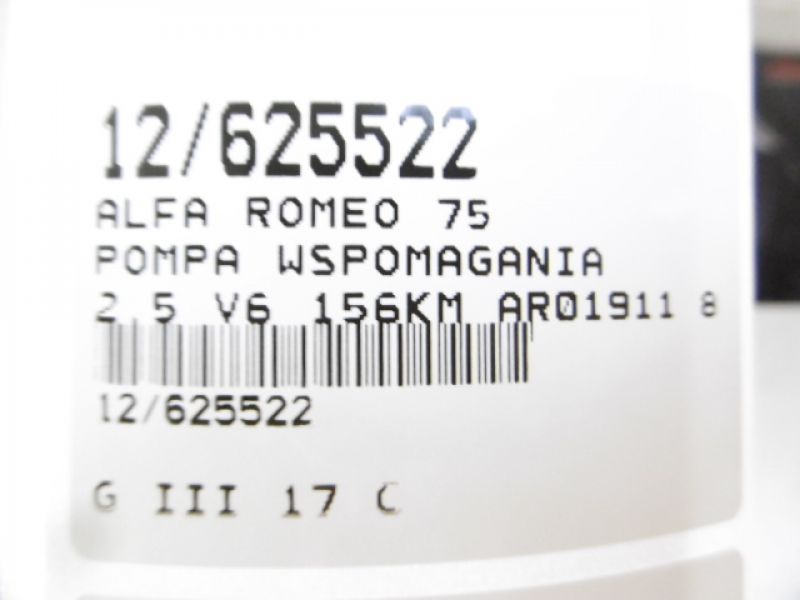 12/625522
ALFA ROMEO 75
POMPA WSPOMAGANIA
2.5 V6 156KM AR01911 8
12/625522
G III 17 C